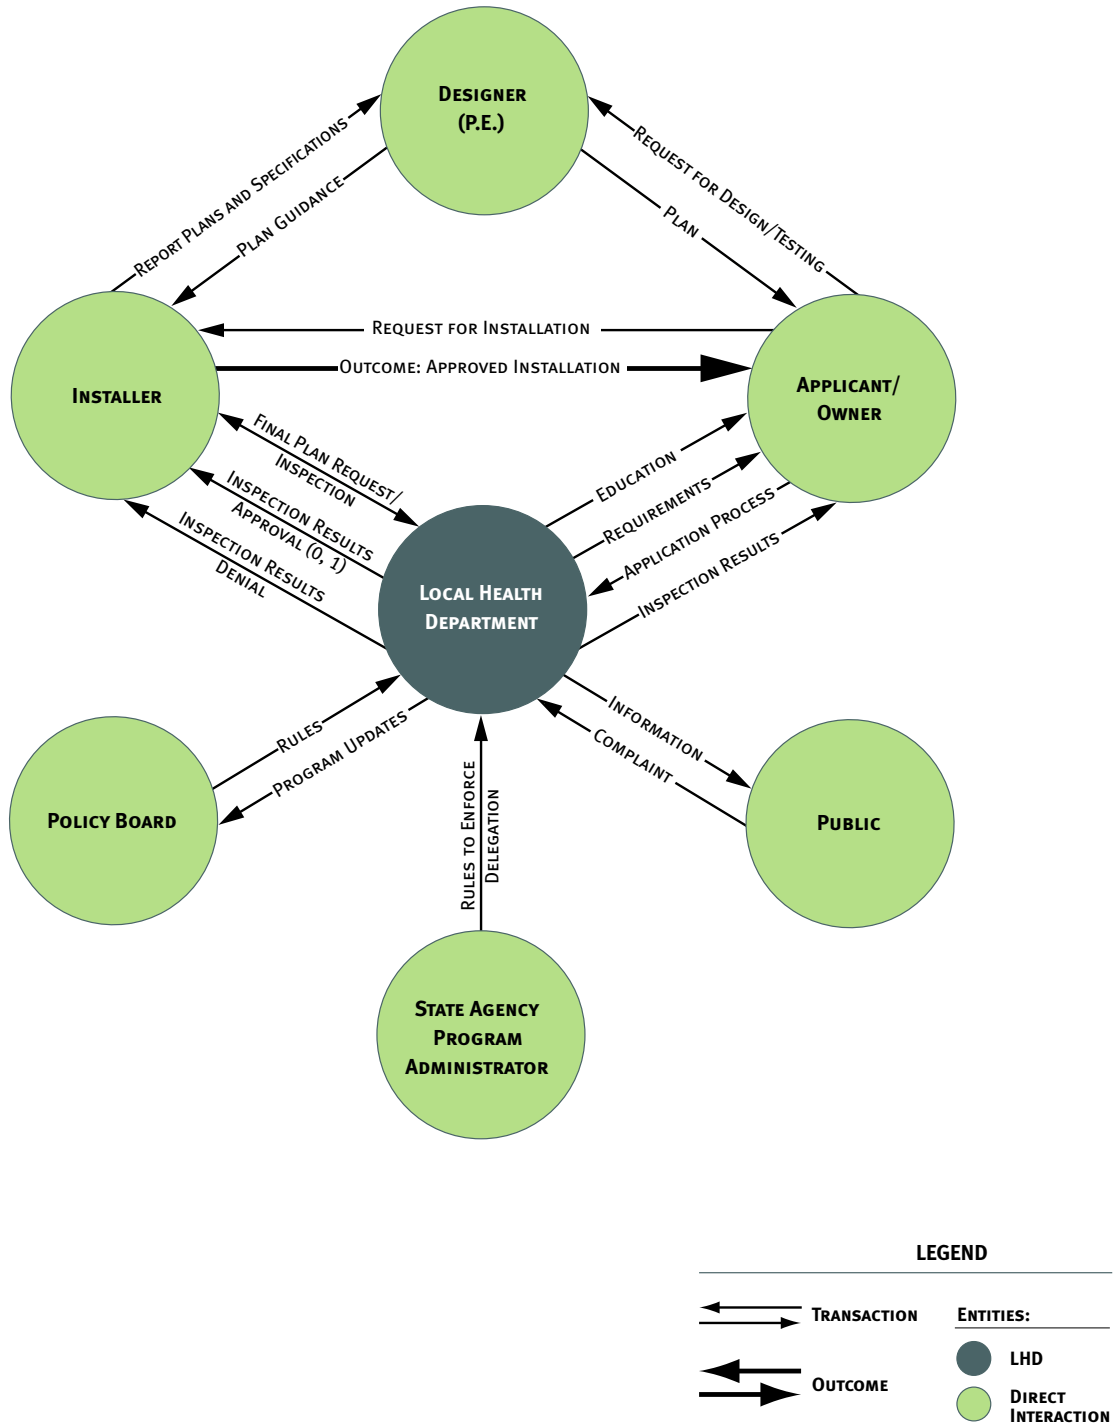 Designer
(P.E.)
Report Plans and Specifications
Plan Guidance
Request for Design/Testing
Plan
Request for Installation
Outcome: Approved Installation
Installer
Applicant/
Owner
Final Plan Request/
Inspection
Inspection Results
Approval (0, 1)
Inspection Results
Denial
Education
Requirements
Application Process
Inspection Results
Local Health
Department
Rules
Program Updates
Information
Complaint
Policy Board
Rules to Enforce
Delegation
Public
State Agency
Program
Administrator
LEGEND
Transaction
Outcome
Entities:
LHD
Direct
Interaction